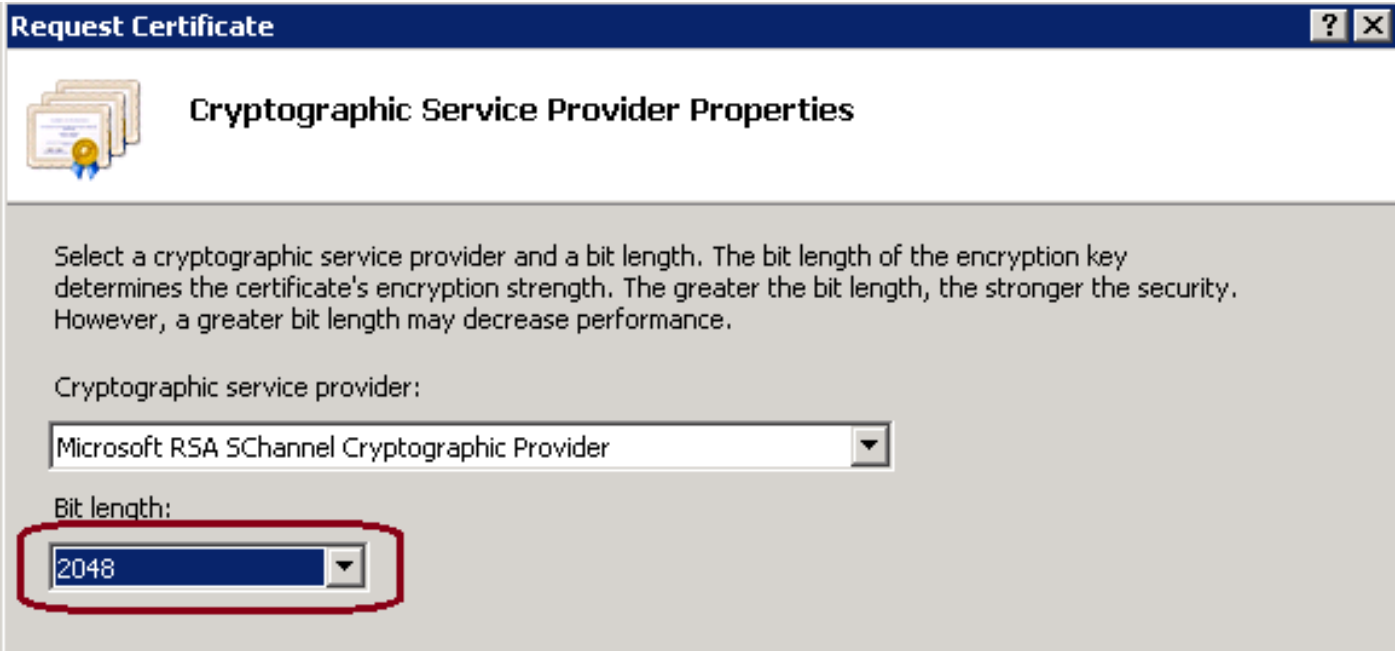 Request Certificate
Cryptographic Service Provider Properties
Select a cryptographic service provider and a bit length. The bit length of the encryption key
determines the certificate's encryption strength. The greater the bit length, the stronger the security.
However, a greater bit length may decrease performance.
Cryptographic service provider:
Microsoft RSA SChannel Cryptographic Provider
Bit length:
2048